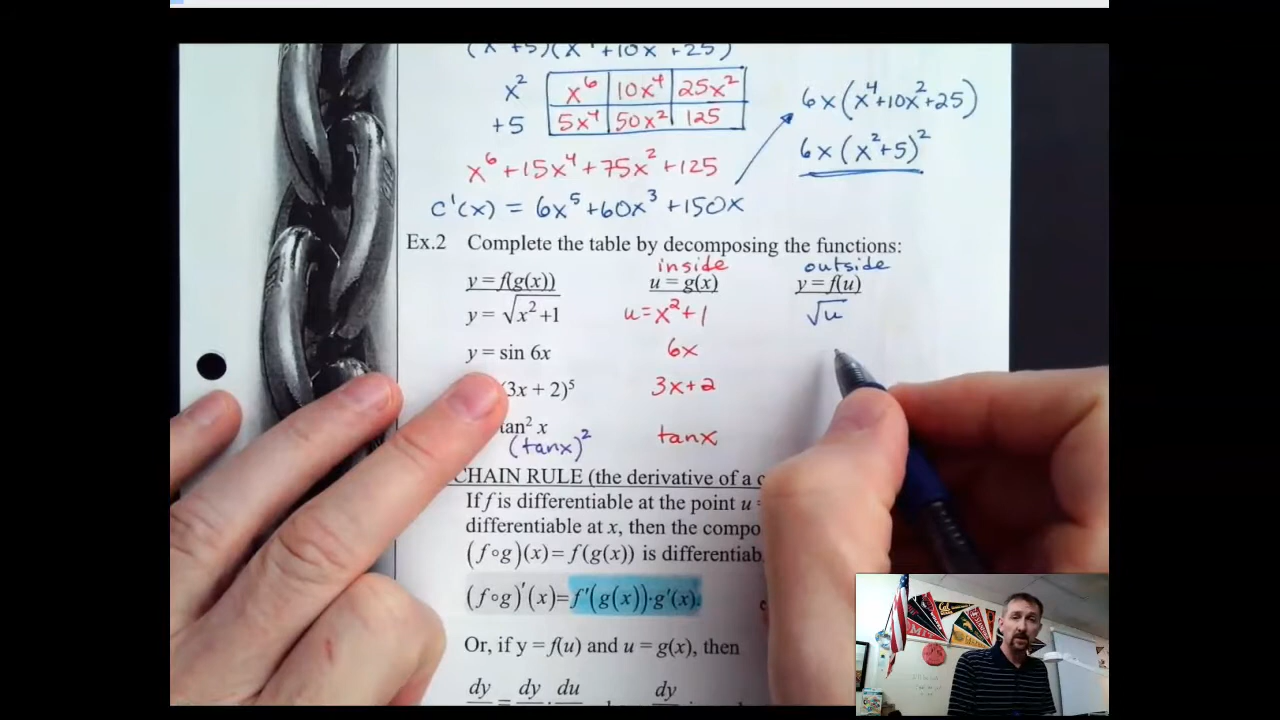 (x +5)(x +10x +25)
x² x⁶ 10x⁴ 25x²
+5 5x⁴ 50x² 125
6x(x⁴+10x²+25)
6x(x²+5)²
x⁶+15x⁴+75x²+125
c'(x) = 6x⁵+60x³+150x
Ex.2 Complete the table by decomposing the functions:
inside outside
y = f(g(x)) u = g(x) y = f(u)
y = √x²+1 u=x²+1 √u
y = sin 6x 6x
(3x + 2)⁵ 3x+2
tan² x tanx
(tanx)²
CHAIN RULE (the derivative of a c
If f is differentiable at the point u =
differentiable at x, then the compo
(f∘g)(x)=f(g(x)) is differentiab
(f∘g)'(x)=f'(g(x))·g'(x).
Or, if y = f(u) and u = g(x), then
dy = dy · du dy